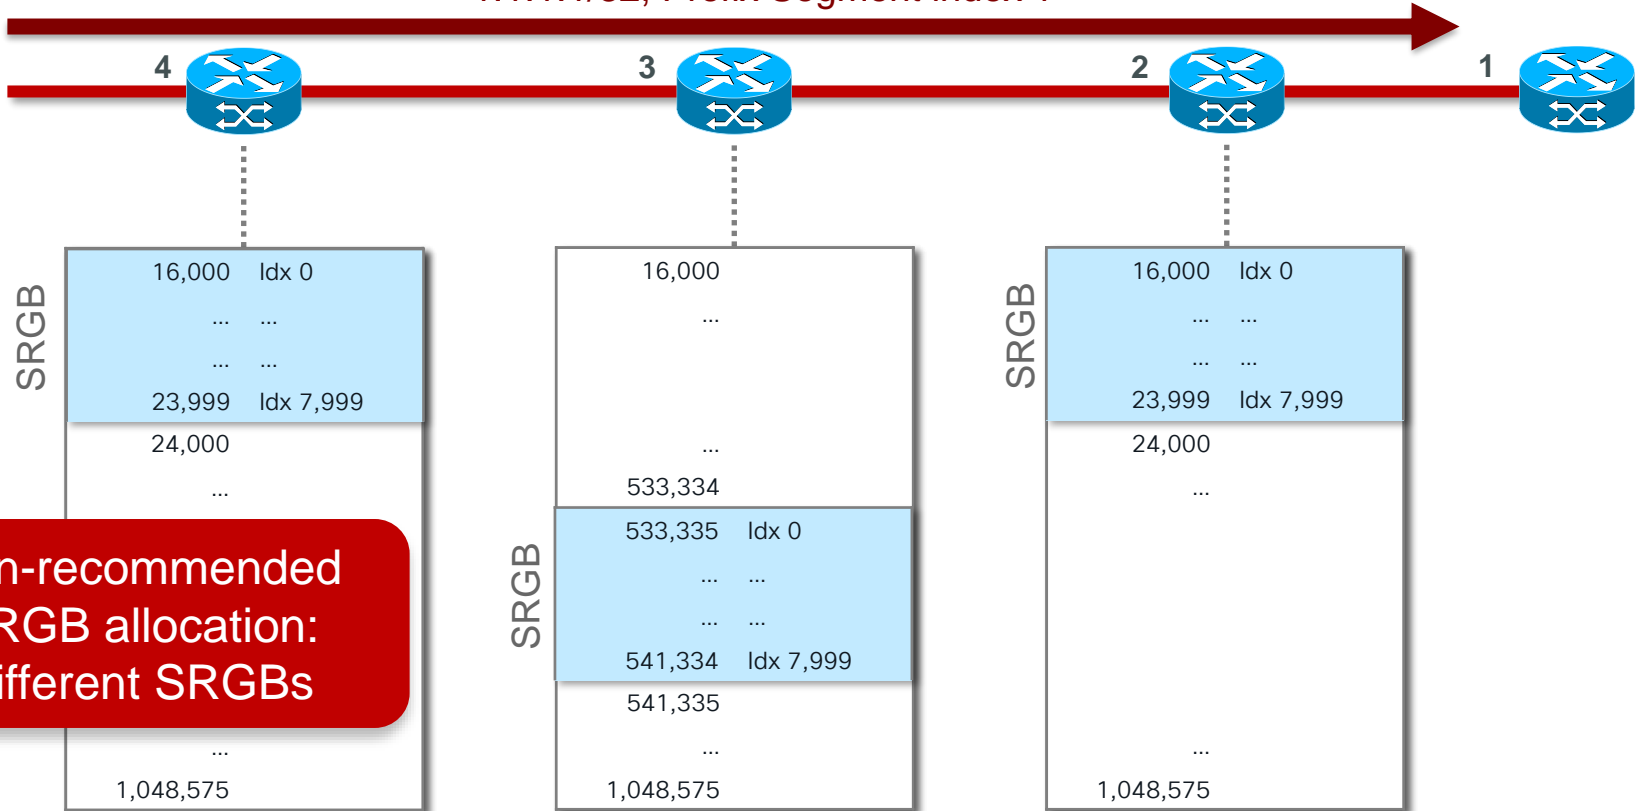 4
3
2
1
SRGB
16,000 Idx 0
... ...
... ...
23,999 Idx 7,999
24,000
...
...
1,048,575
n-recommended
RGB allocation:
ifferent SRGBs
16,000
...
...
533,334
SRGB
533,335 Idx 0
... ...
... ...
541,334 Idx 7,999
541,335
...
1,048,575
SRGB
16,000 Idx 0
... ...
... ...
23,999 Idx 7,999
24,000
...
...
1,048,575